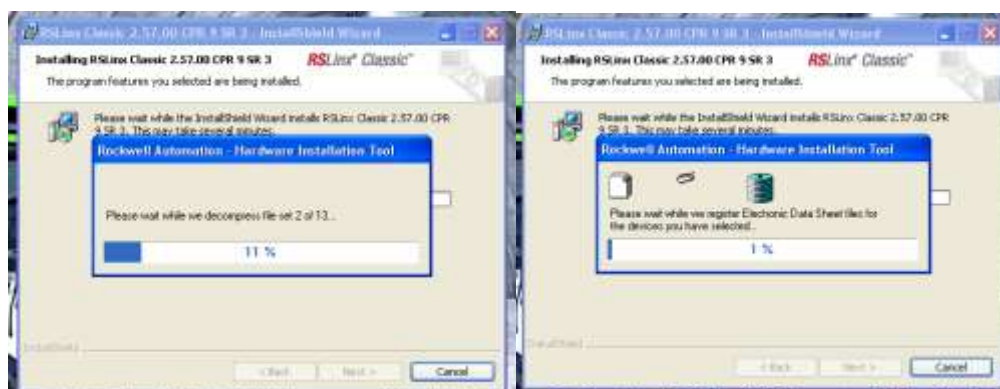 RSLinx Classic 2.57.00 CPR 9 SR 3 - InstallShield Wizard
Installing RSLinx Classic 2.57.00 CPR 9 SR 3
RSLinx® Classic™
The program features you selected are being installed.
Please wait while the InstallShield Wizard installs RSLinx Classic 2.57.00 CPR
9 SR 3. This may take several minutes.
Rockwell Automation - Hardware Installation Tool
Please wait while we decompress file set 2 of 13...
11 %
InstallShield
< Back
Next >
Cancel
RSLinx Classic 2.57.00 CPR 9 SR 3 - InstallShield Wizard
Installing RSLinx Classic 2.57.00 CPR 9 SR 3
RSLinx® Classic™
The program features you selected are being installed.
Please wait while the InstallShield Wizard installs RSLinx Classic 2.57.00 CPR
9 SR 3. This may take several minutes.
Rockwell Automation - Hardware Installation Tool
Please wait while we register Electronic Data Sheet files for
the devices you have selected...
1 %
InstallShield
< Back
Next >
Cancel